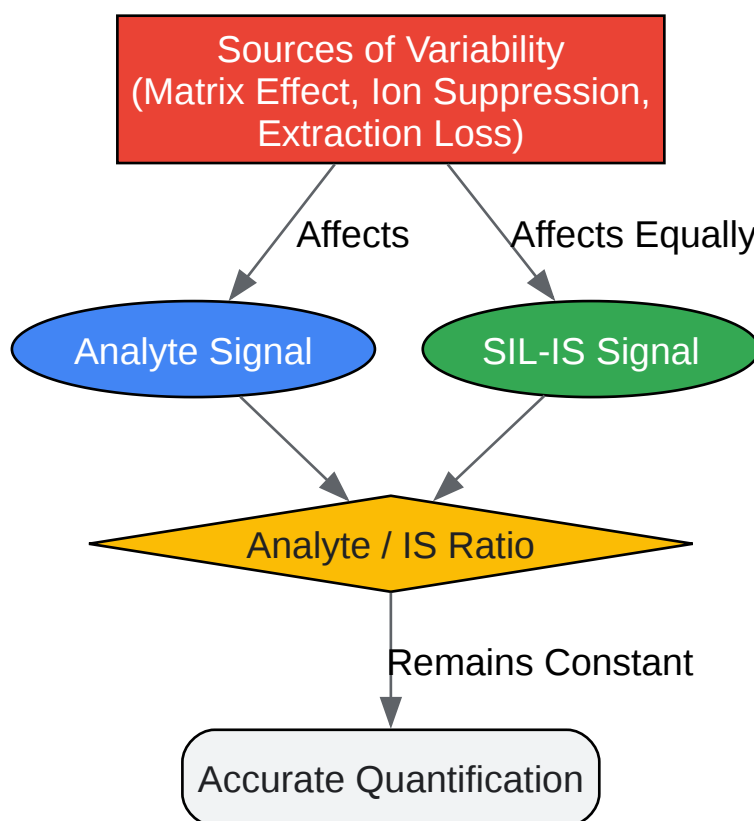 Sources of Variability
(Matrix Effect, Ion Suppression,
Extraction Loss)
Affects
Affects Equally
Analyte Signal
SIL-IS Signal
Analyte / IS Ratio
Remains Constant
Accurate Quantification